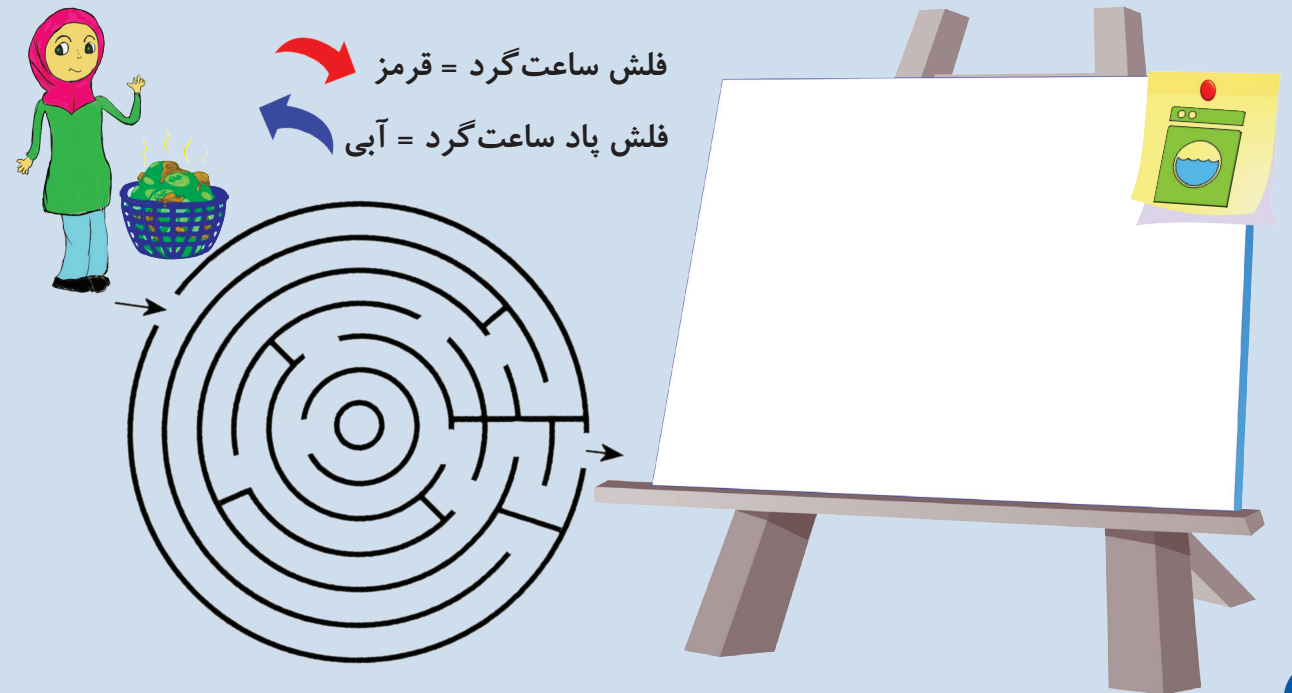 فلش ساعت‌گرد = قرمز
فلش پاد ساعت‌گرد = آبی